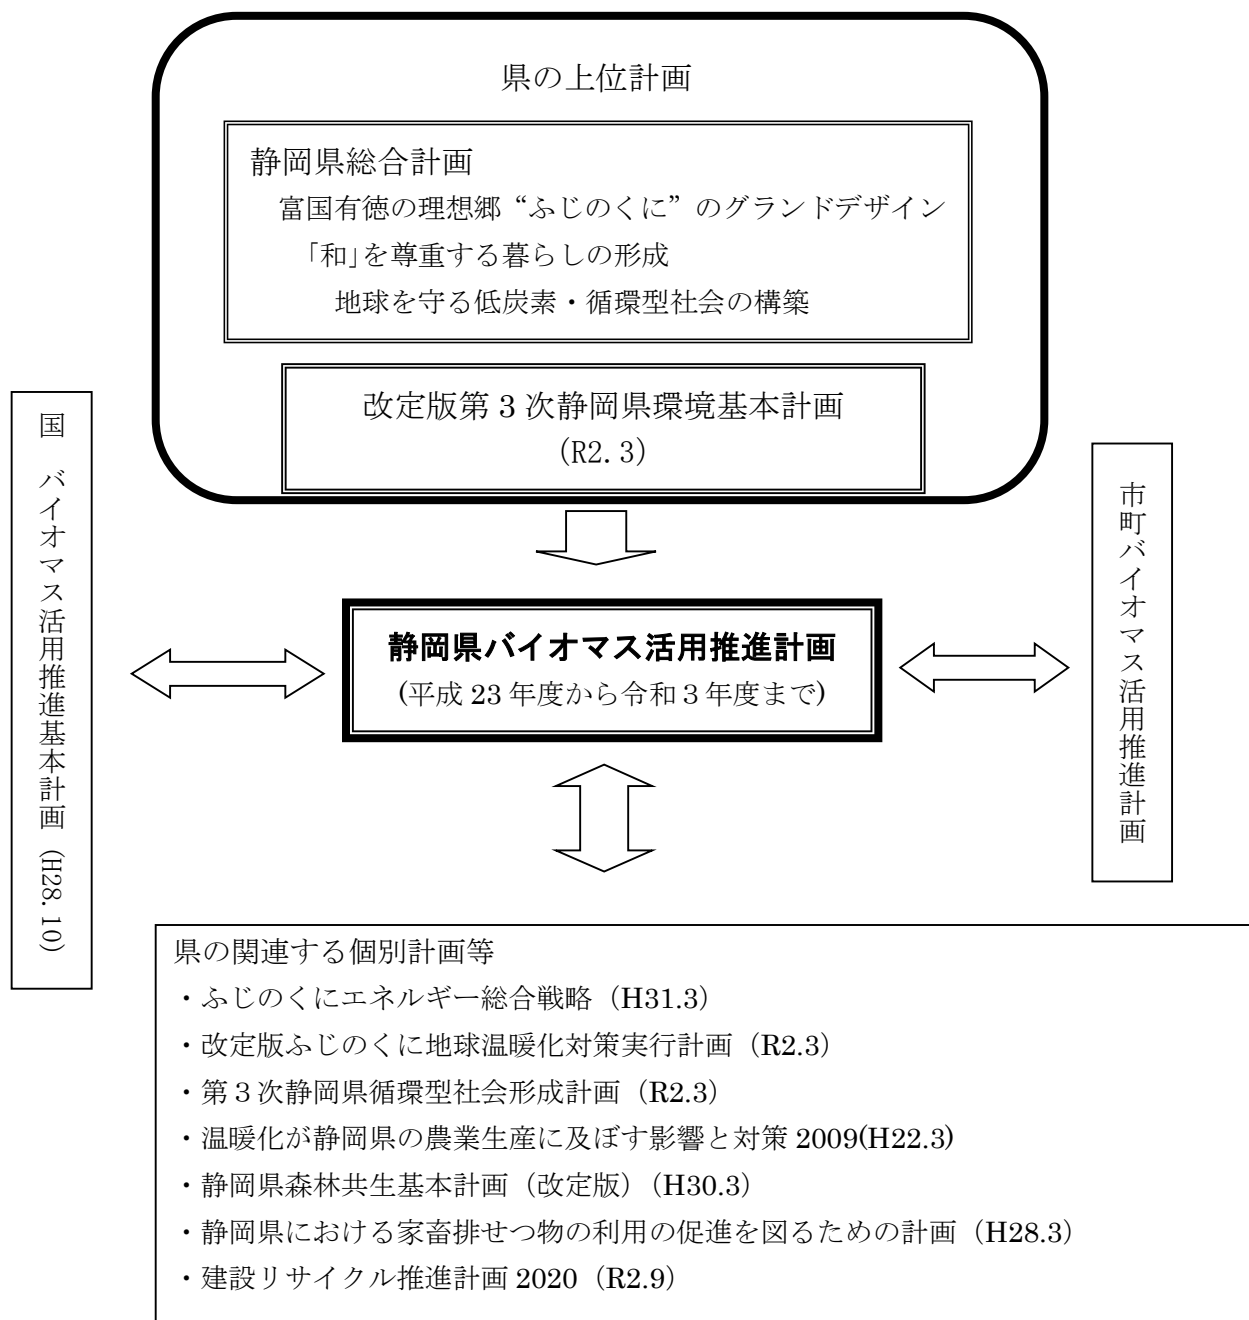 県の上位計画
静岡県総合計画
富国有徳の理想郷“ふじのくに”のグランドデザイン
「和」を尊重する暮らしの形成
地球を守る低炭素・循環型社会の構築
改定版第３次静岡県環境基本計画
（R2.3）
国　バイオマス活用推進基本計画（H28.10）
静岡県バイオマス活用推進計画
(平成 23 年度から令和３年度まで)
市町バイオマス活用推進計画
県の関連する個別計画等
・ふじのくにエネルギー総合戦略（H31.3）
・改定版ふじのくに地球温暖化対策実行計画（R2.3）
・第３次静岡県循環型社会形成計画（R2.3）
・温暖化が静岡県の農業生産に及ぼす影響と対策 2009(H22.3)
・静岡県森林共生基本計画（改定版）（H30.3）
・静岡県における家畜排せつ物の利用の促進を図るための計画（H28.3）
・建設リサイクル推進計画 2020（R2.9）